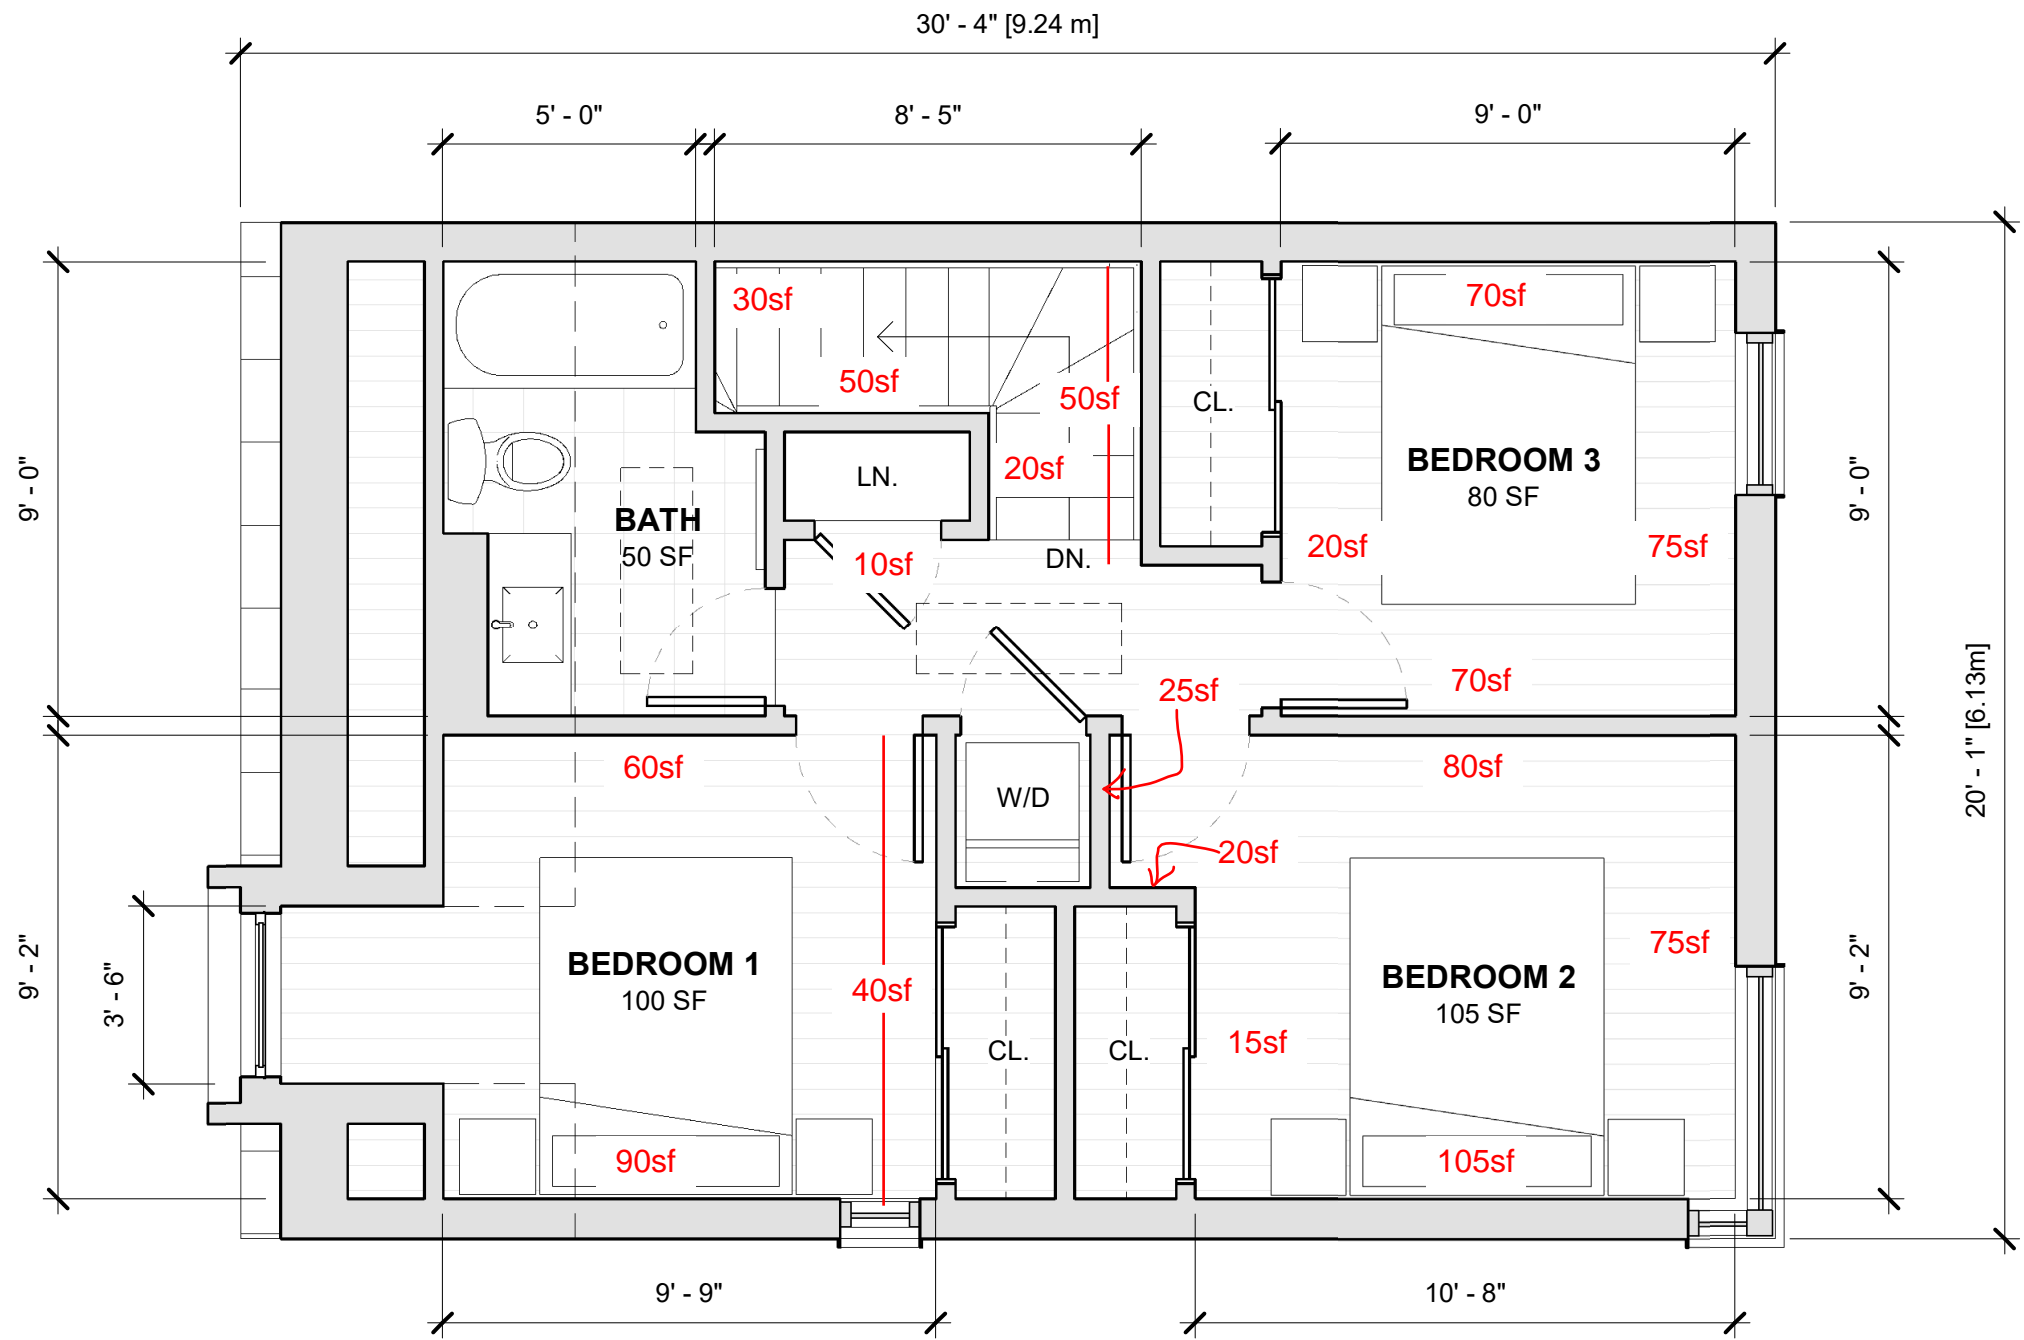 30' - 4" [9.24 m]
5' - 0"
8' - 5"
9' - 0"
30sf
70sf
50sf
50sf
CL.
9' - 0"
BEDROOM 3
80 SF
9' - 0"
LN.
20sf
BATH
50 SF
10sf
DN.
20sf
75sf
25sf
70sf
20' - 1" [6.13m]
60sf
W/D
80sf
20sf
9' - 2"
3' - 6"
BEDROOM 1
100 SF
40sf
CL.
CL.
15sf
BEDROOM 2
105 SF
75sf
9' - 2"
90sf
105sf
9' - 9"
10' - 8"